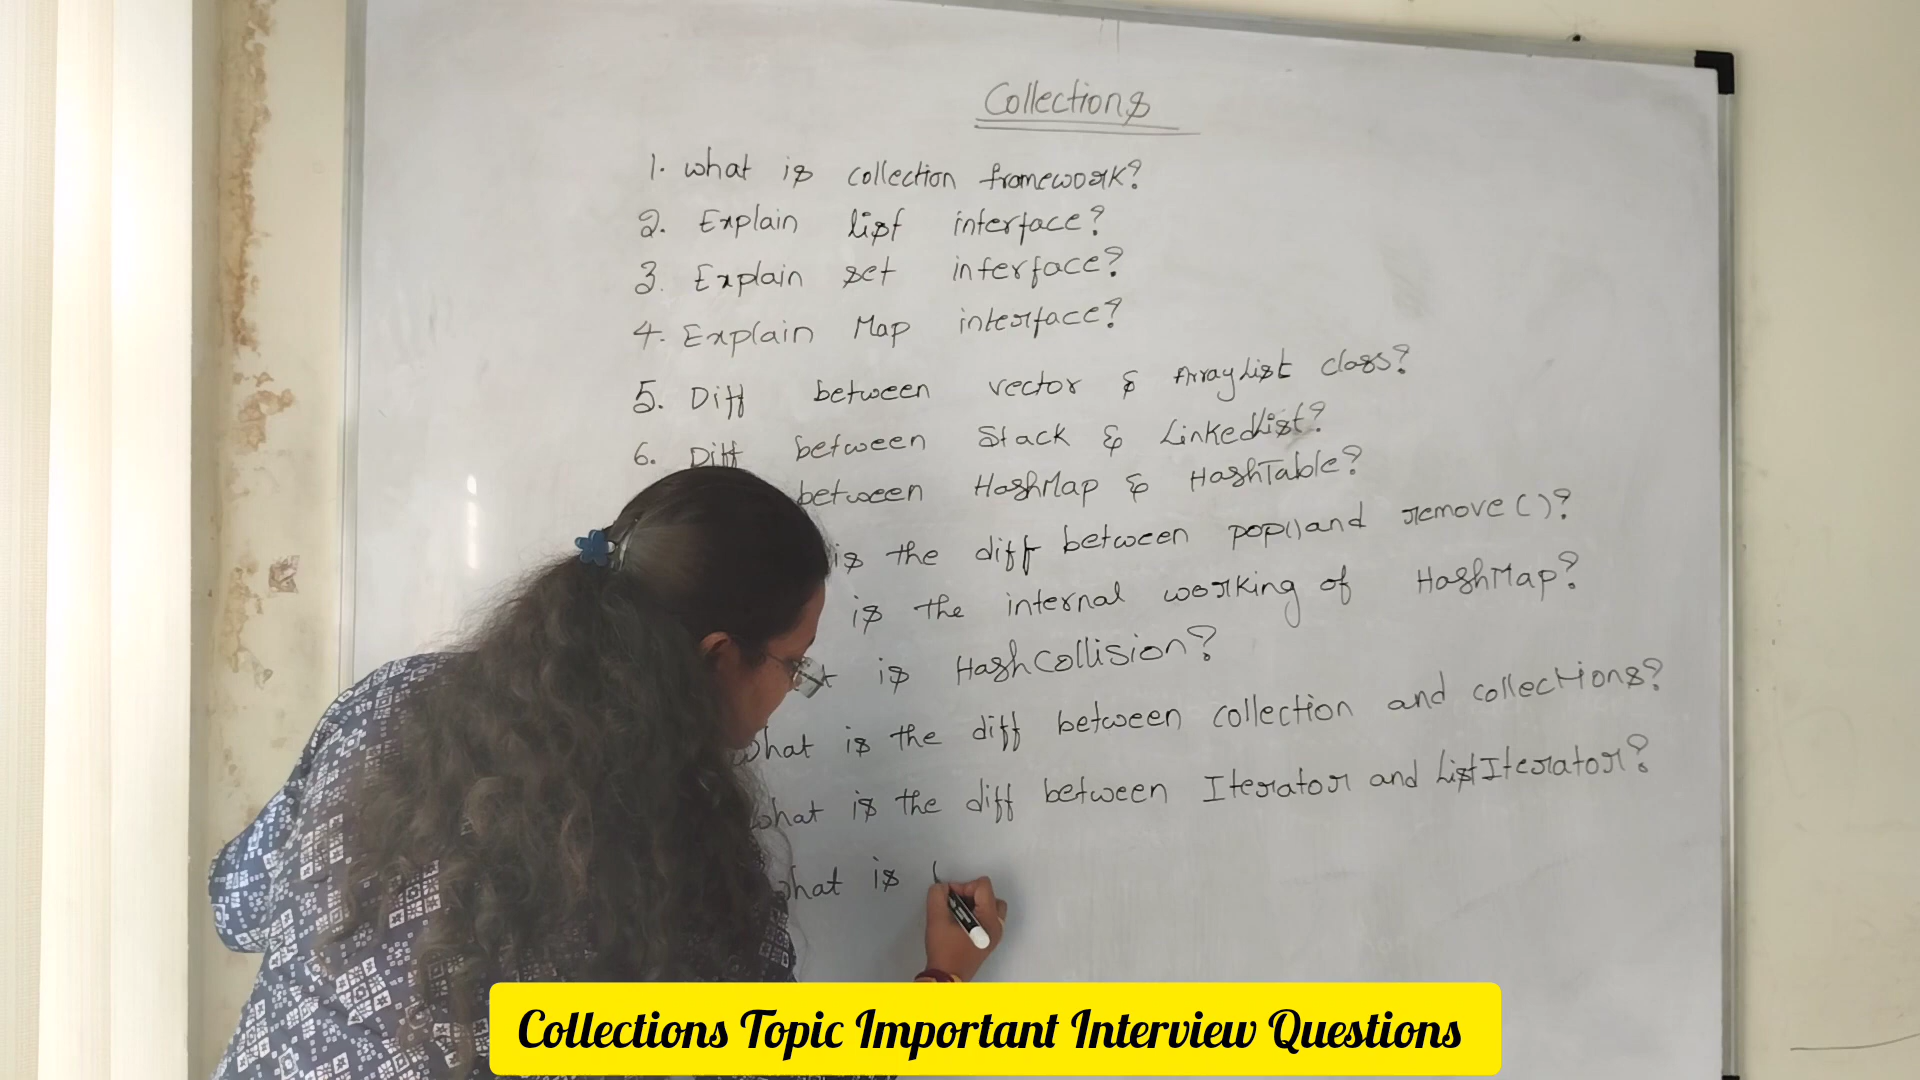 Collections
1. What is collection framework?
2. Explain list interface?
3. Explain set interface?
4. Explain Map interface?
5. Diff between vector & ArrayList class?
6. Diff between Stack & LinkedList?
between HashMap & HashTable?
is the diff between pop() and remove()?
is the internal working of HashMap?
is HashCollision?
What is the diff between collection and collections?
What is the diff between Iterator and ListIterator?
What is
Collections Topic Important Interview Questions